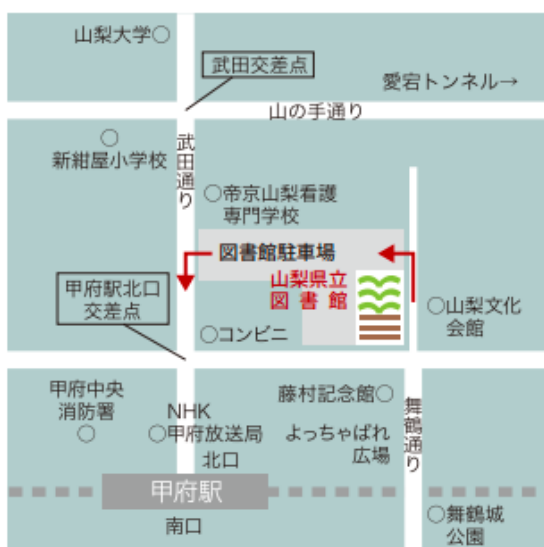 山梨大学○
武田交差点
愛宕トンネル→
山の手通り
○
新紺屋小学校
武田通り
○帝京山梨看護
専門学校
図書館駐車場
山梨県立
図書館
甲府駅北口
交差点
○コンビニ
○山梨文化
会館
甲府中央
消防署
○
NHK
○甲府放送局
北口
藤村記念館○
よっちゃばれ
広場
舞鶴通り
甲府駅
南口
○舞鶴城
公園